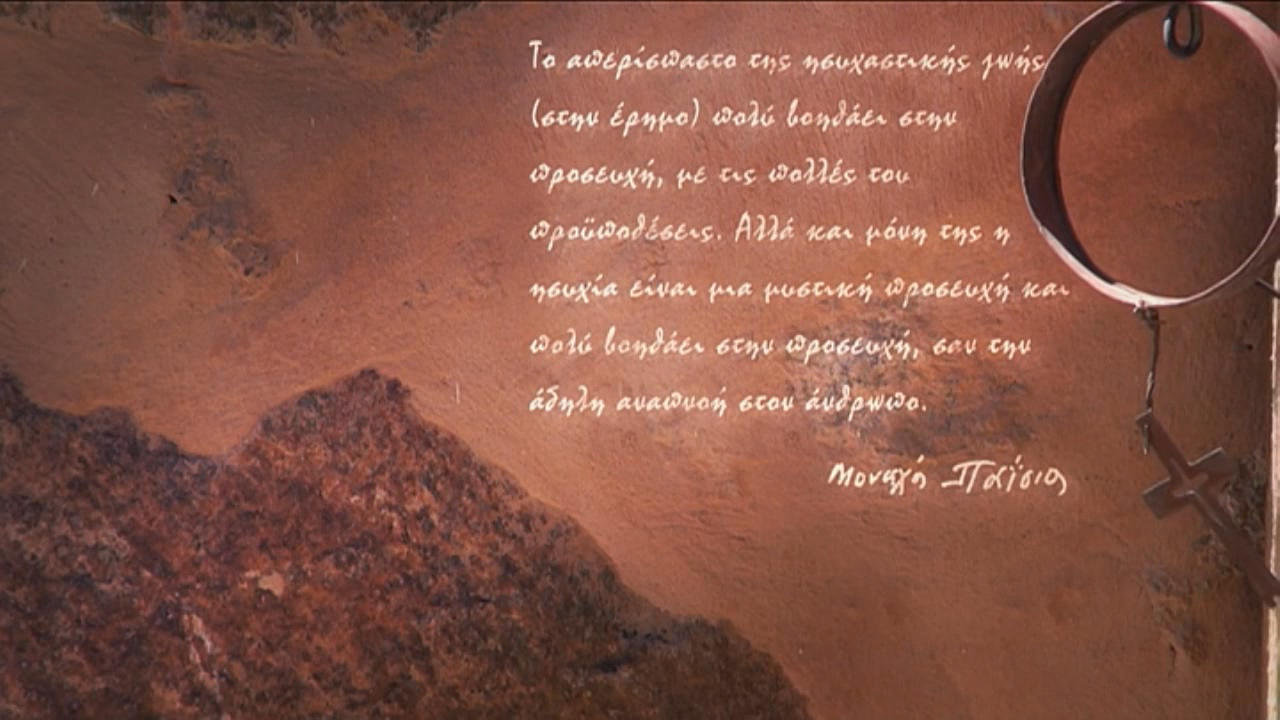 Το απερίσπαστο της ησυχαστικής ζωής
(στην έρημο) πολύ βοηθάει στην
προσευχή, με τις πολλές του
προϋποθέσεις. Αλλά και μόνη της η
ησυχία είναι μια μυστική προσευχή και
πολύ βοηθάει στην προσευχή, σαν την
άδηλη αναπνοή στον άνθρωπο.
Μοναχός Παΐσιος